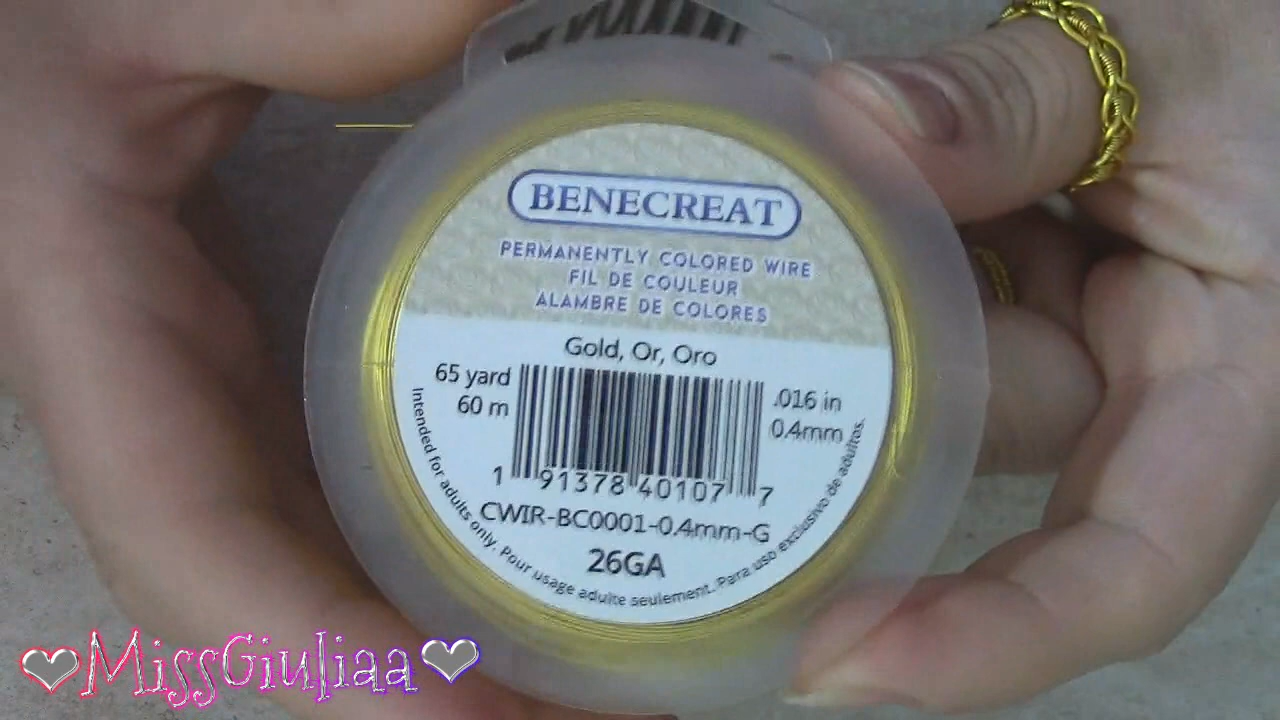 BENECREAT
PERMANENTLY COLORED WIRE
FIL DE COULEUR
ALAMBRE DE COLORES
Gold, Or, Oro
65 yard
60 m
.016 in
0.4mm
1 91378 40107 7
CWIR-BC0001-0.4mm-G
26GA
Intended for adults only. Pour usage adulte seulement. Para uso exclusivo de adultos.
MissGiuliaa